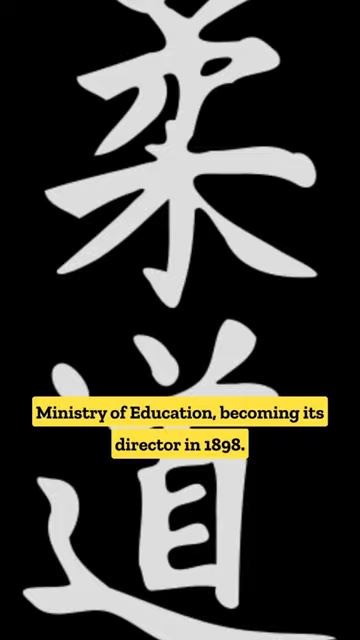 柔
道
Ministry of Education, becoming its
director in 1898.